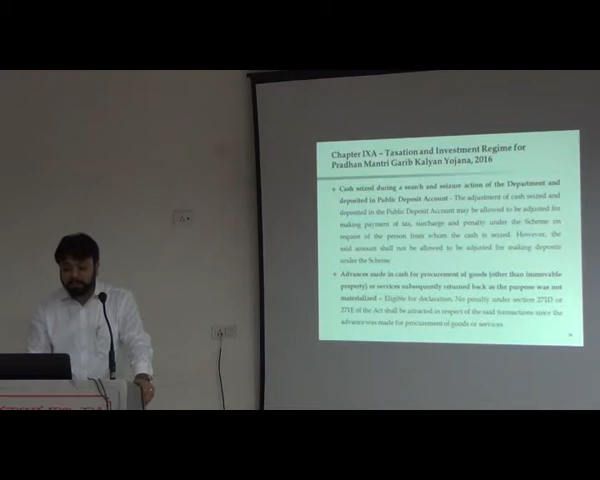 Chapter IXA – Taxation and Investment Regime for
Pradhan Mantri Garib Kalyan Yojana, 2016
Cash seized during a search and seizure action of the Department and
deposited in Public Deposit Account - The adjustment of cash seized and
deposited in the Public Deposit Account may be allowed to be adjusted for
making payment of tax, surcharge and penalty under the Scheme on
request of the person from whom the cash is seized. However, the
said amount shall not be allowed to be adjusted for making deposits
under the Scheme
Advances made in cash for procurement of goods (other than immovable
property) or services subsequently returned back as the purpose was not
materialised – Eligible for declaration. No penalty under section 271D or
271E of the Act shall be attracted in respect of the said transactions since the
advance was made for procurement of goods or services